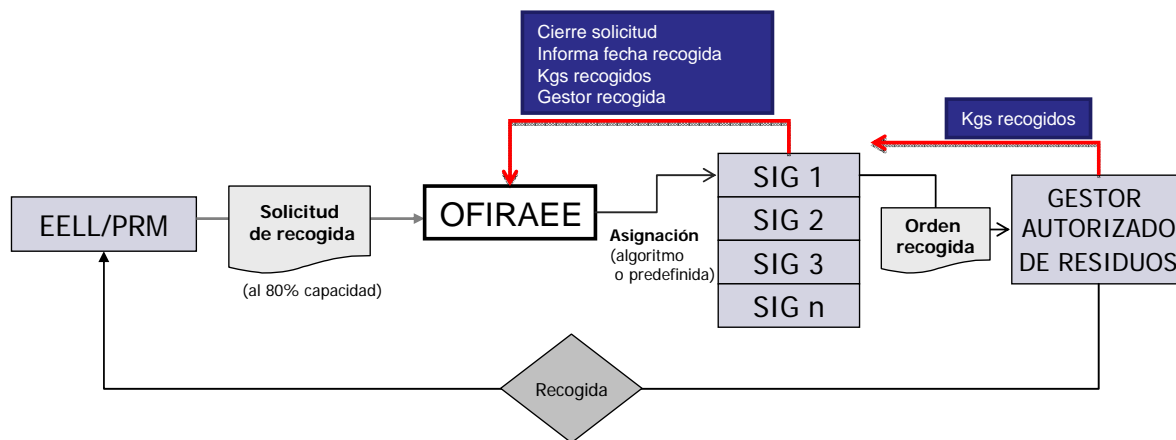 Cierre solicitud
Informa fecha recogida
Kgs recogidos
Gestor recogida
Kgs recogidos
EELL/PRM
Solicitud
de recogida
(al 80% capacidad)
OFIRAEE
Asignación
(algoritmo
o predefinida)
SIG 1
SIG 2
SIG 3
SIG n
Orden
recogida
GESTOR
AUTORIZADO
DE RESIDUOS
Recogida